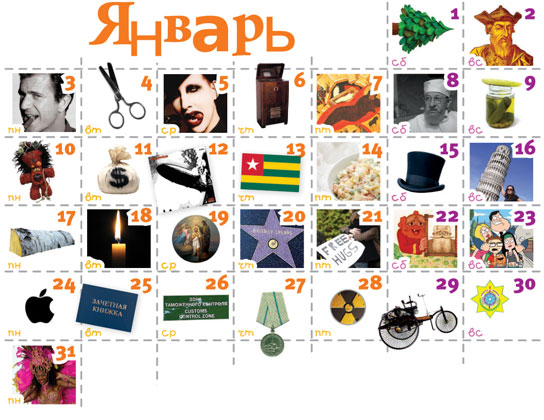 Январь
1 2
сб вс
3 4 5 6 7 8 9
пн вт ср чт пт сб вс
10 11 12 13 14 15 16
$
пн вт ср чт пт сб вс
17 18 19 20 21 22 23
BRITNEY SPEARS
FREE
HUGS
пн вт ср чт пт сб вс
24 25 26 27 28 29 30
ЗАЧЕТНАЯ
КНИЖКА
ЗОНА
ТАМОЖЕННОГО КОНТРОЛЯ
CUSTOMS
CONTROL ZONE
пн вт ср чт пт сб вс
31
пн